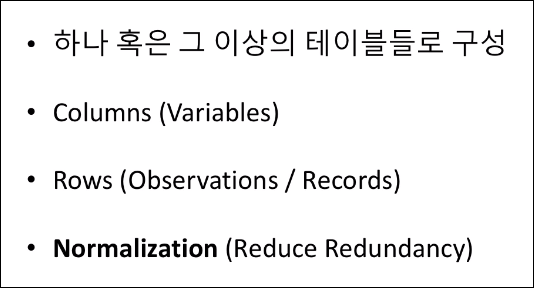 • 하나 혹은 그 이상의 테이블들로 구성
• Columns (Variables)
• Rows (Observations / Records)
• Normalization (Reduce Redundancy)